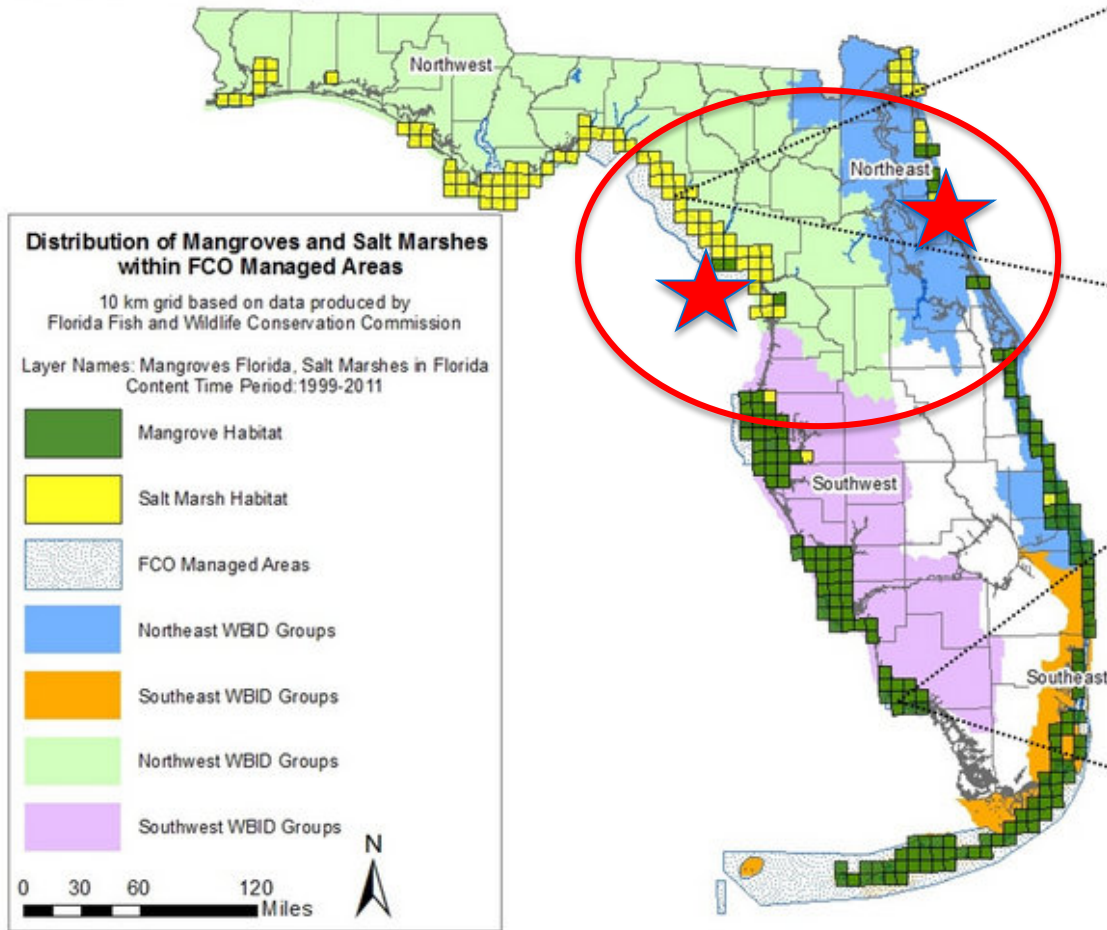 Northwest
Northeast
Distribution of Mangroves and Salt Marshes
within FCO Managed Areas
10 km grid based on data produced by
Florida Fish and Wildlife Conservation Commission
Layer Names: Mangroves Florida, Salt Marshes in Florida
Content Time Period:1999-2011
Mangrove Habitat
Salt Marsh Habitat
Southwest
FCO Managed Areas
Northeast WBID Groups
Southeast WBID Groups
Southeast
Northwest WBID Groups
Southwest WBID Groups
N
0 30 60 120
Miles